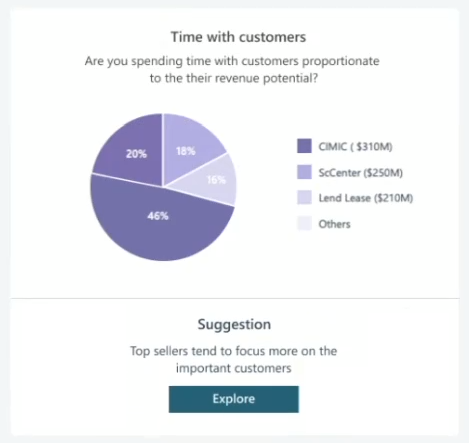 Time with customers
Are you spending time with customers proportionate
to the their revenue potential?
20%
18%
16%
46%
CIMIC ( $310M)
ScCenter ($250M)
Lend Lease ($210M)
Others
Suggestion
Top sellers tend to focus more on the
important customers
Explore